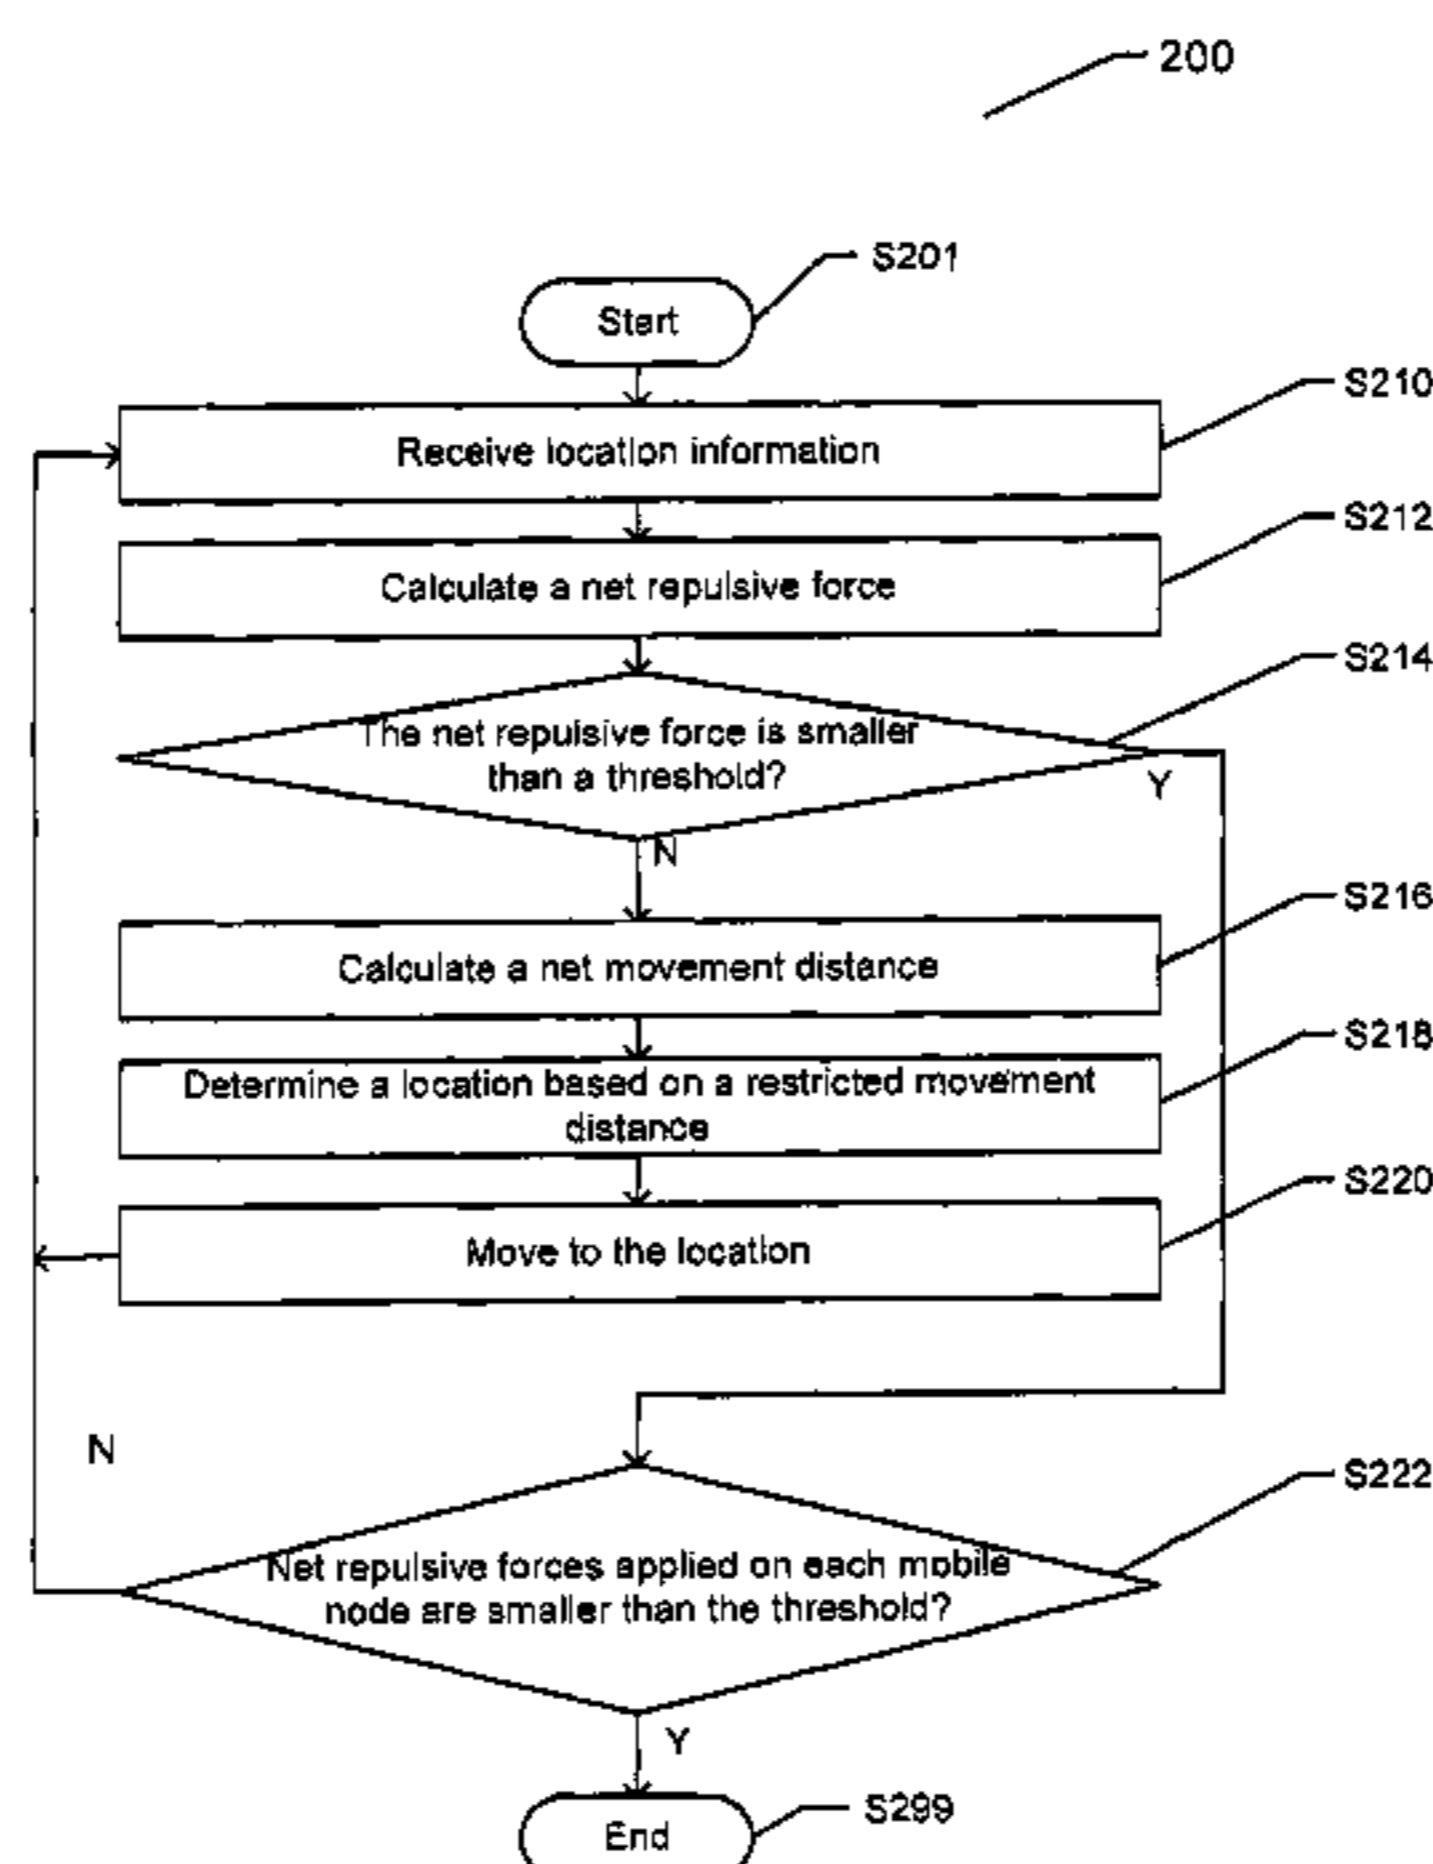 200
S201
Start
S210
Receive location information
S212
Calculate a net repulsive force
S214
The net repulsive force is smaller
than a threshold?
Y
N
S216
Calculate a net movement distance
S218
Determine a location based on a restricted movement
distance
S220
Move to the location
N
S222
Net repulsive forces applied on each mobile
node are smaller than the threshold?
Y
S299
End